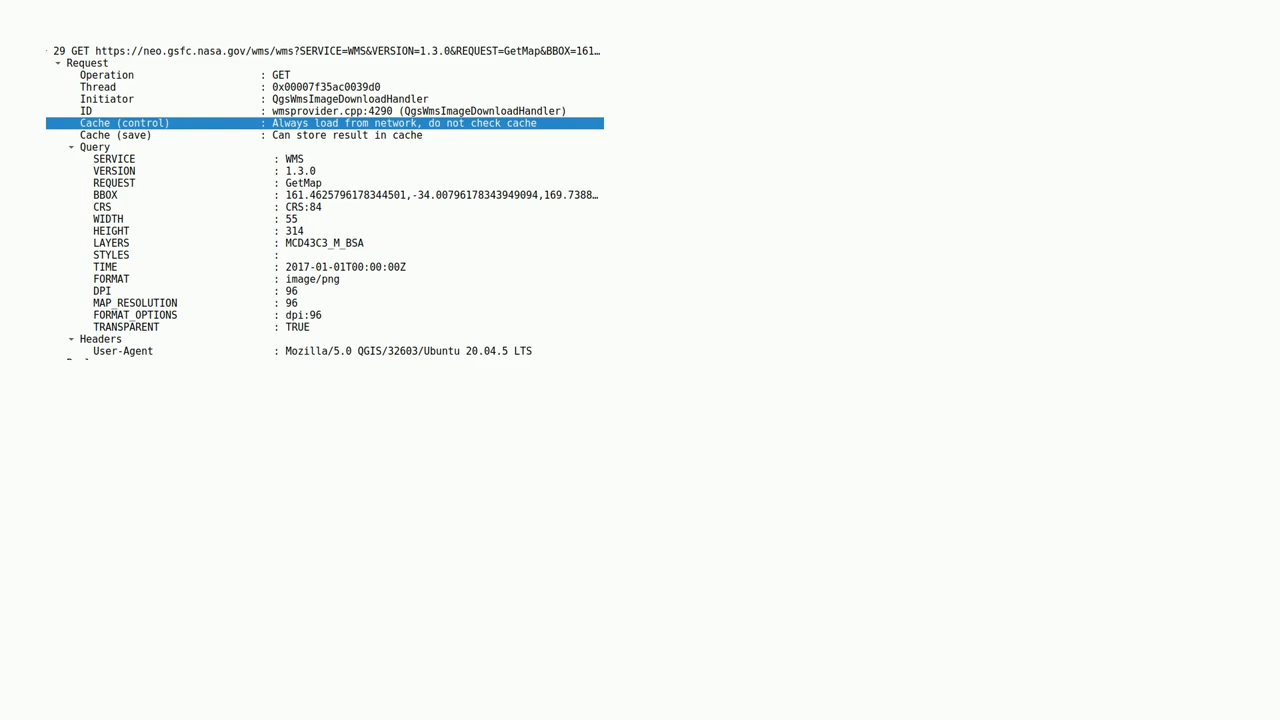 29 GET https://neo.gsfc.nasa.gov/wms/wms?SERVICE=WMS&VERSION=1.3.0&REQUEST=GetMap&BBOX=161…
Request
Operation : GET
Thread : 0x00007f35ac0039d0
Initiator : QgsWmsImageDownloadHandler
ID : wmsprovider.cpp:4290 (QgsWmsImageDownloadHandler)
Cache (control) : Always load from network, do not check cache
Cache (save) : Can store result in cache
Query
SERVICE : WMS
VERSION : 1.3.0
REQUEST : GetMap
BBOX : 161.4625796178344501,-34.00796178343949094,169.7388…
CRS : CRS:84
WIDTH : 55
HEIGHT : 314
LAYERS : MCD43C3_M_BSA
STYLES :
TIME : 2017-01-01T00:00:00Z
FORMAT : image/png
DPI : 96
MAP_RESOLUTION : 96
FORMAT_OPTIONS : dpi:96
TRANSPARENT : TRUE
Headers
User-Agent : Mozilla/5.0 QGIS/32603/Ubuntu 20.04.5 LTS